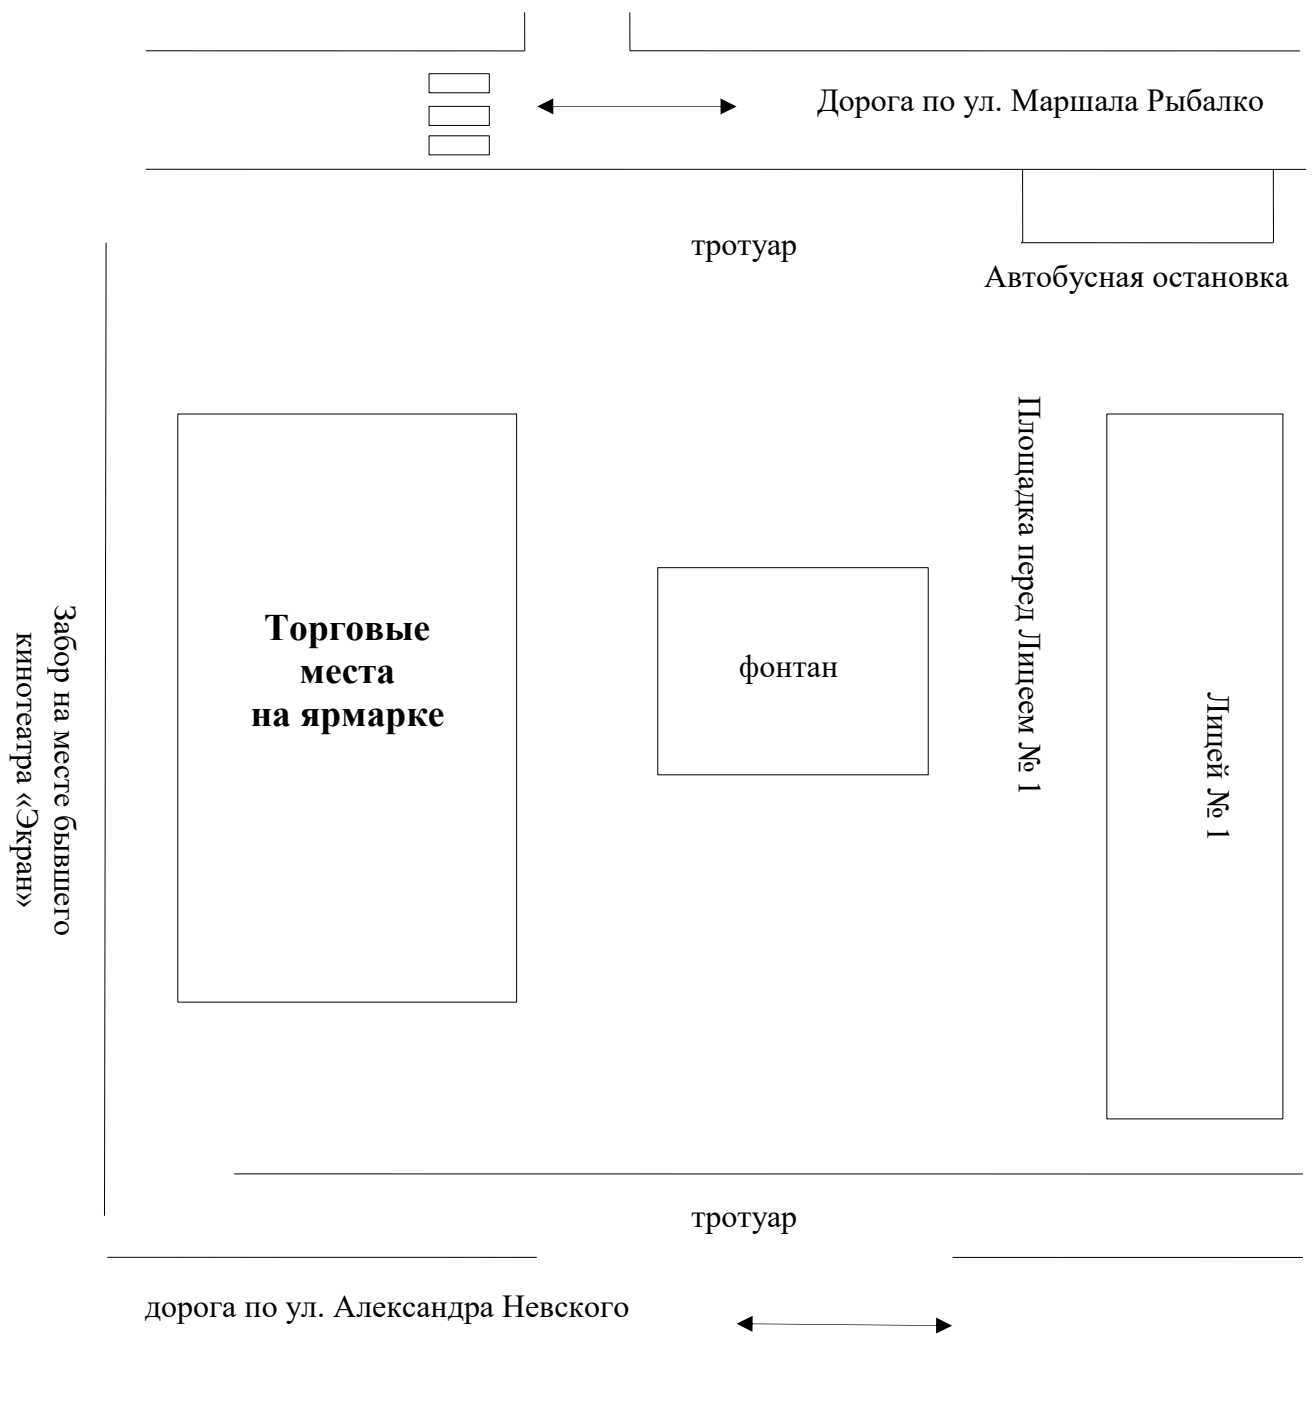 Дорога по ул. Маршала Рыбалко
тротуар
Автобусная остановка
Площадка перед Лицеем № 1
Торговые
места
на ярмарке
фонтан
Лицей № 1
Забор на месте бывшего
кинотеатра «Экран»
тротуар
дорога по ул. Александра Невского